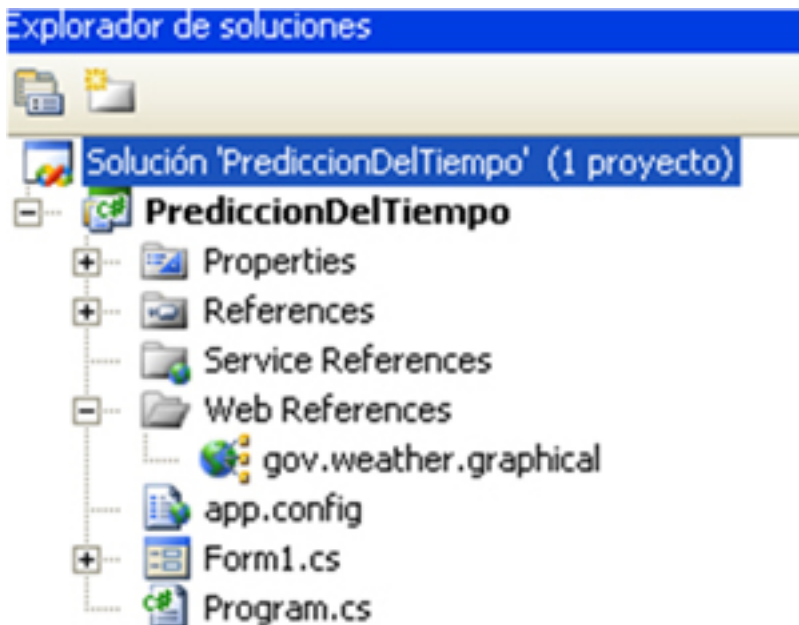 Explorador de soluciones
Solución 'PrediccionDelTiempo' (1 proyecto)
PrediccionDelTiempo
Properties
References
Service References
Web References
gov.weather.graphical
app.config
Form1.cs
Program.cs